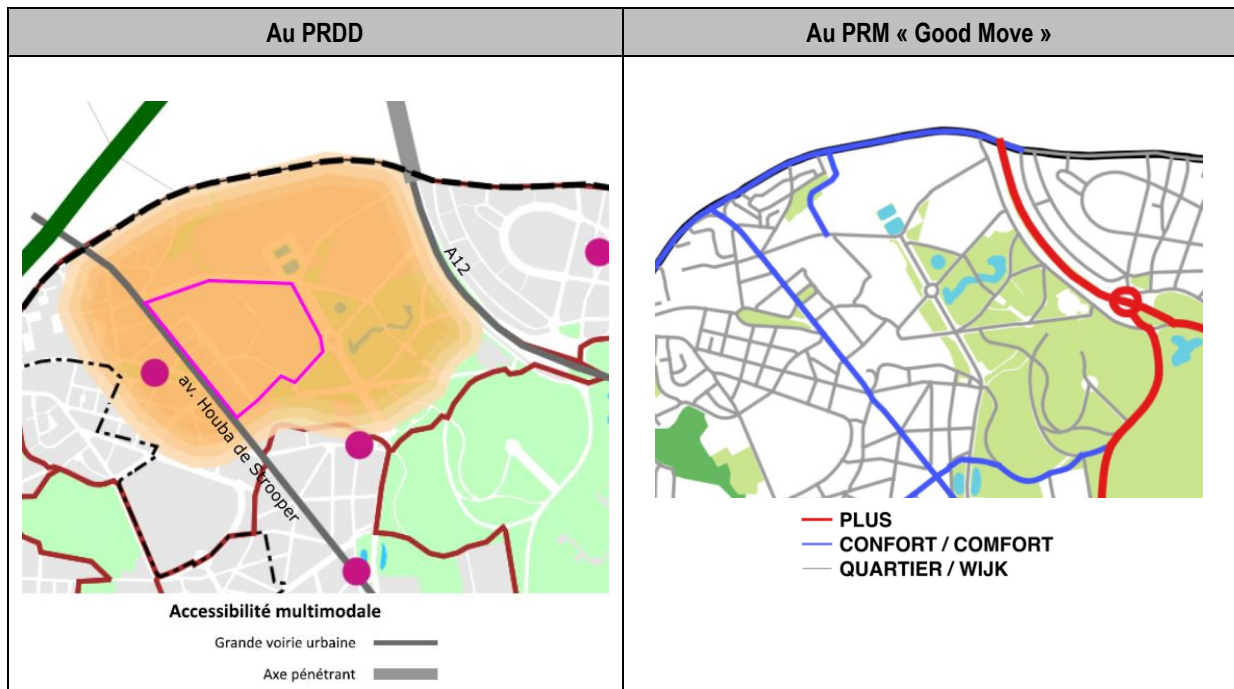 Au PRDD
Au PRM « Good Move »
A12
av. Houba de Strooper
Accessibilité multimodale
Grande voirie urbaine
Axe pénétrant
PLUS
CONFORT / COMFORT
QUARTIER / WIJK